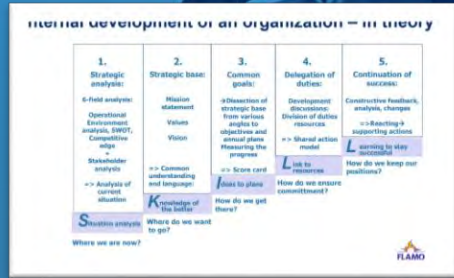 nternal development of an organization – in theory
1.
Strategic
analysis:
6-field analysis:
Operational
Environment
analysis, SWOT,
Competitive
edge
+
Stakeholder
analysis
=> Analysis of
current
situation
Situation analysis
Where we are now?
2.
Strategic base:
Mission
statement
Values
Vision
=> Common
understanding
and language:
Knowledge of
the better
Where do we want
to go?
3.
Common
goals:
→Dissection of
strategic base
from various
angles to
objectives and
annual plans
Measuring the
progress
=> Score card
Ideas to plans
How do we get
there?
4.
Delegation of
duties:
Development
discussions:
Division of duties
resources
=> Shared action
model
Link to
resources
How do we ensure
committment?
5.
Continuation of
success:
Constructive feedback,
analysis, changes
=>Reacting→
supporting actions
Learning to stay
successful
How do we keep our
positions?
FLAMO